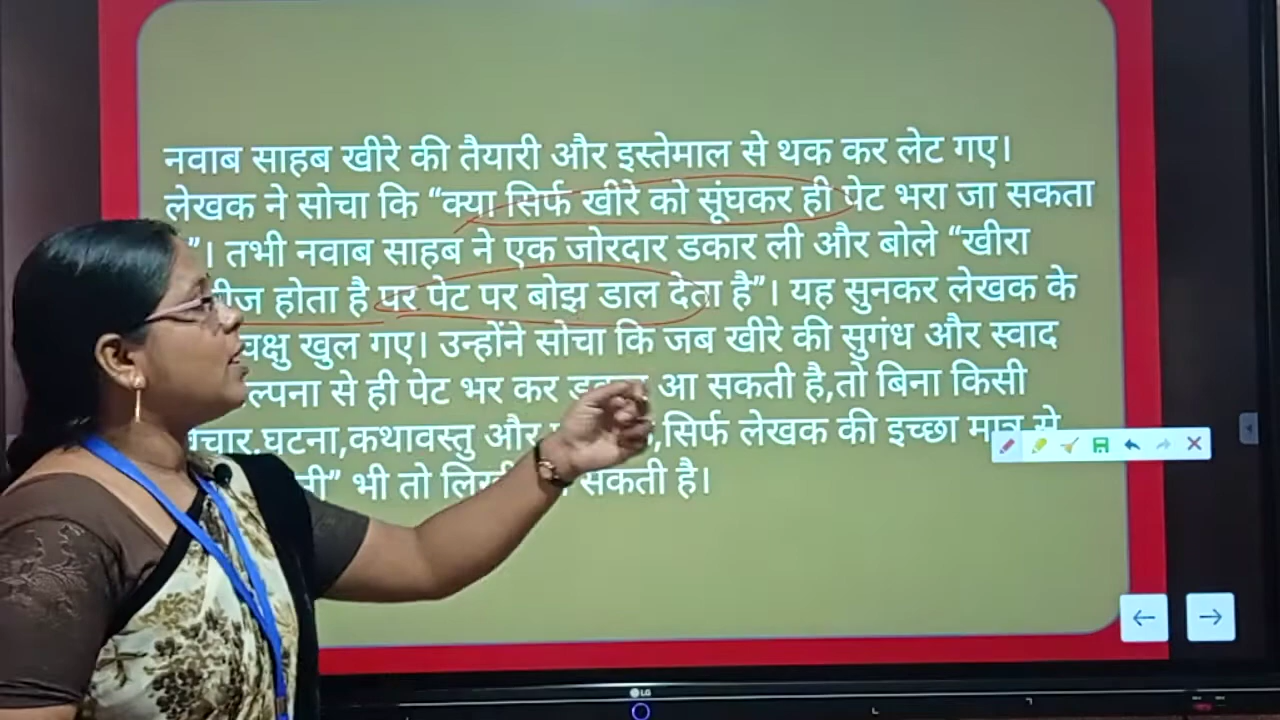 नवाब साहब खीरे की तैयारी और इस्तेमाल से थक कर लेट गए।
लेखक ने सोचा कि “क्या सिर्फ खीरे को सूंघकर ही पेट भरा जा सकता
”। तभी नवाब साहब ने एक जोरदार डकार ली और बोले “खीरा
होता है पर पेट पर बोझ डाल देता है”। यह सुनकर लेखक के
खुल गए। उन्होंने सोचा कि जब खीरे की सुगंध और स्वाद
से ही पेट भर कर आ सकती है,तो बिना किसी
घटना,कथावस्तु और ,सिर्फ लेखक की इच्छा मात्र से
” भी तो सकती है।
LG